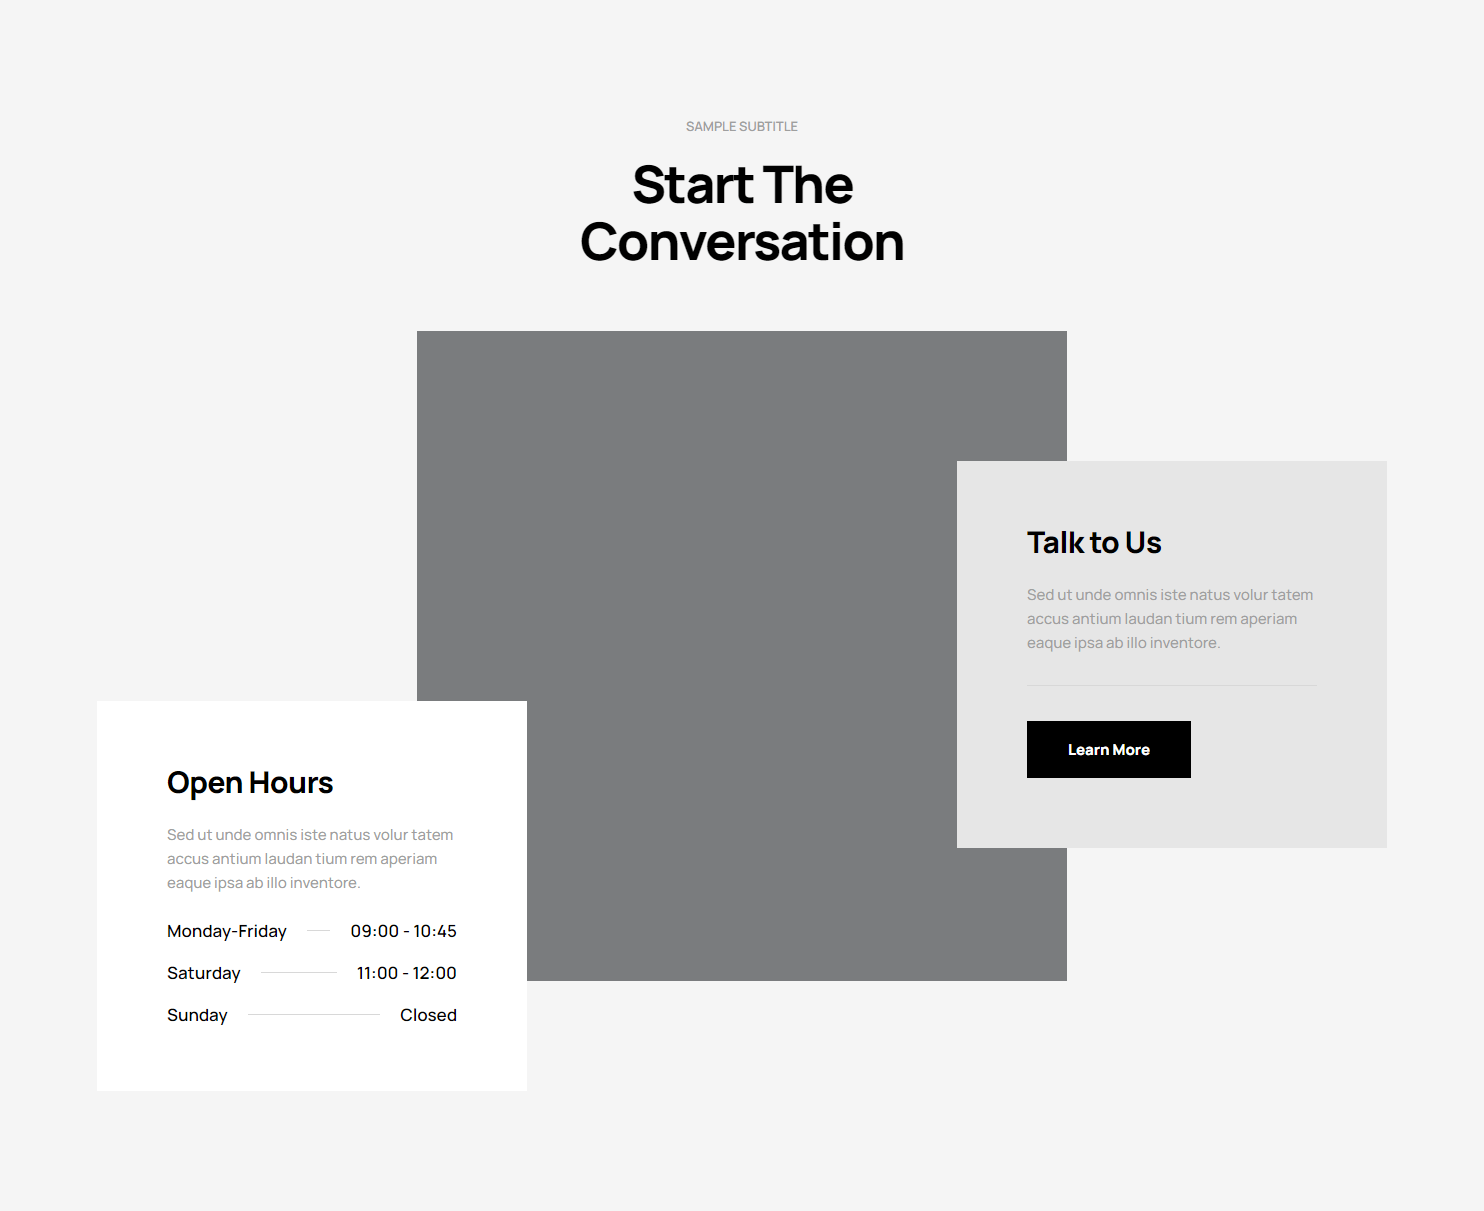 SAMPLE SUBTITLE
Start The
Conversation
Talk to Us
Sed ut unde omnis iste natus volur tatem
accus antium laudan tium rem aperiam
eaque ipsa ab illo inventore.
Learn More
Open Hours
Sed ut unde omnis iste natus volur tatem
accus antium laudan tium rem aperiam
eaque ipsa ab illo inventore.
Monday-Friday 09:00 - 10:45
Saturday 11:00 - 12:00
Sunday Closed